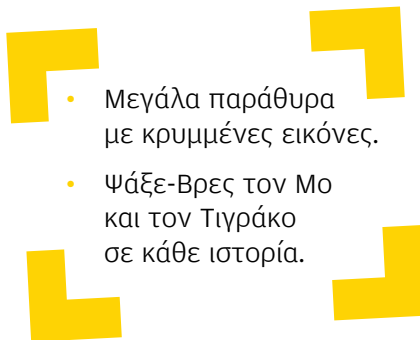 • Μεγάλα παράθυρα
με κρυμμένες εικόνες.
• Ψάξε-Βρες τον Μο
και τον Τιγράκο
σε κάθε ιστορία.